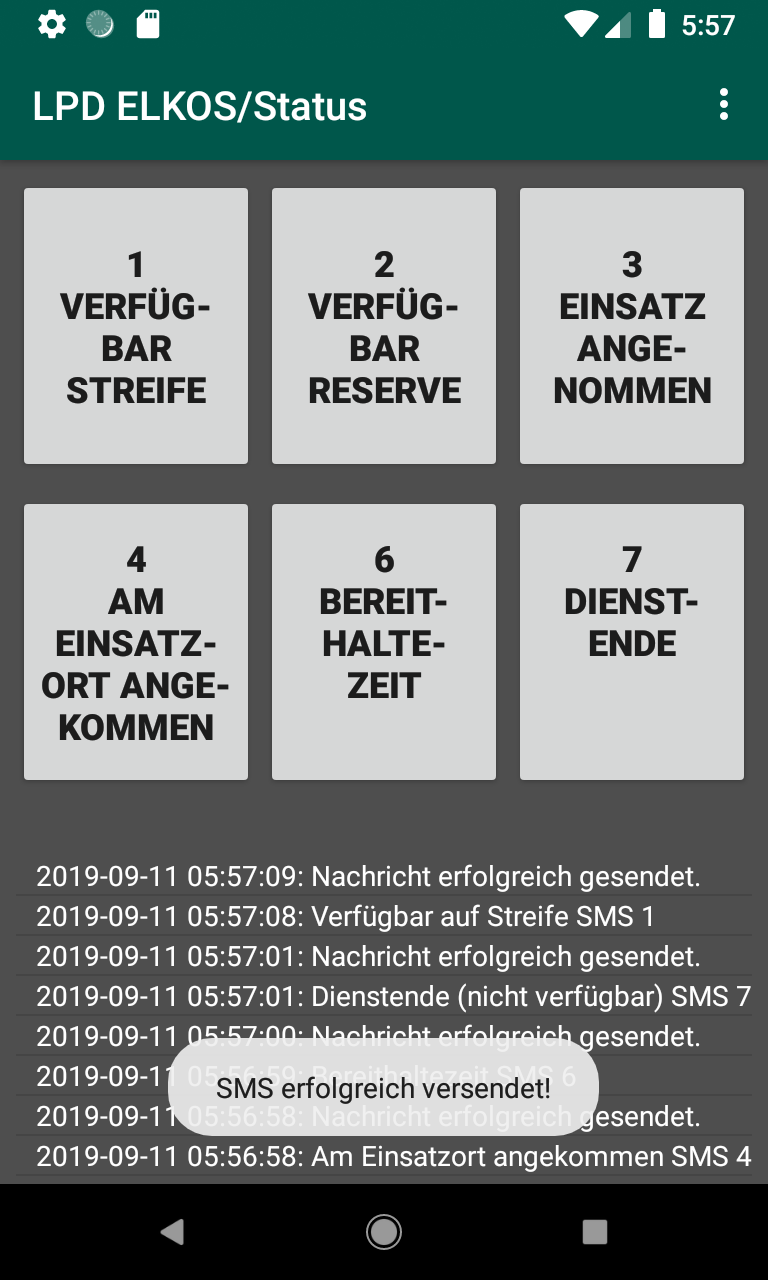 5:57
LPD ELKOS/Status
1
VERFÜG-
BAR
STREIFE
2
VERFÜG-
BAR
RESERVE
3
EINSATZ
ANGE-
NOMMEN
4
AM
EINSATZ-
ORT ANGE-
KOMMEN
6
BEREIT-
HALTE-
ZEIT
7
DIENST-
ENDE
2019-09-11 05:57:09: Nachricht erfolgreich gesendet.
2019-09-11 05:57:08: Verfügbar auf Streife SMS 1
2019-09-11 05:57:01: Nachricht erfolgreich gesendet.
2019-09-11 05:57:01: Dienstende (nicht verfügbar) SMS 7
2019-09-11 05:57:00: Nachricht erfolgreich gesendet.
2019-09-11 05:56:59: Bereithaltezeit SMS 6
SMS erfolgreich versendet!
2019-09-11 05:56:58: Nachricht erfolgreich gesendet.
2019-09-11 05:56:58: Am Einsatzort angekommen SMS 4